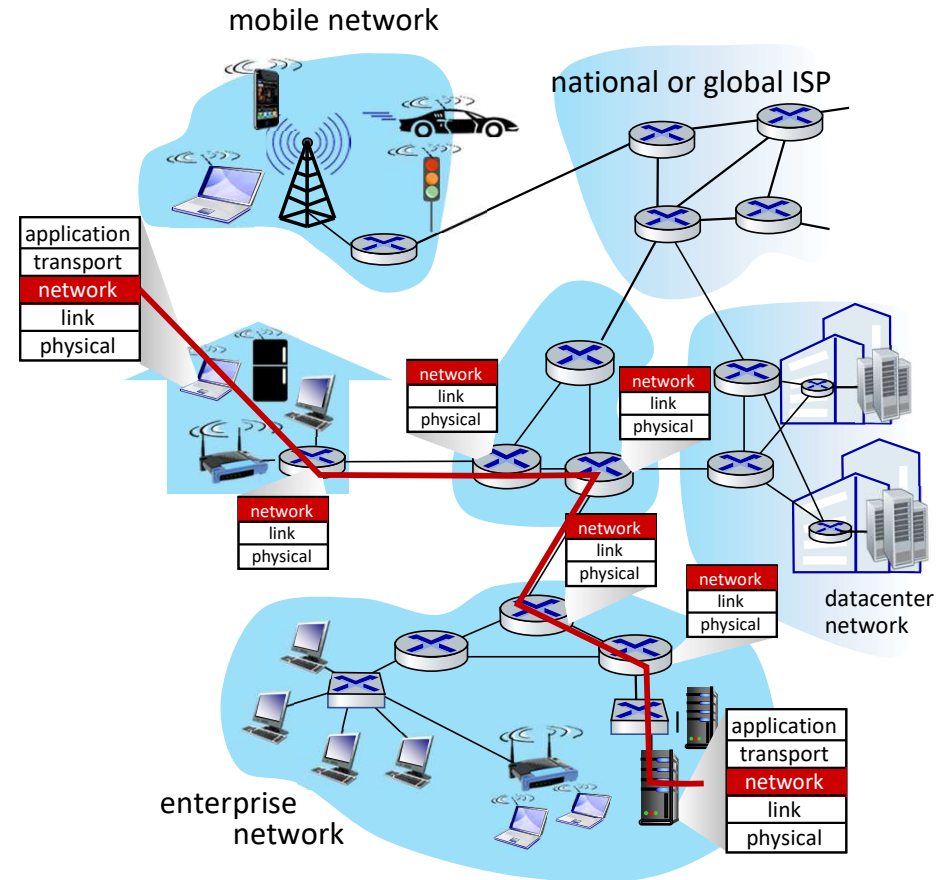 mobile network
national or global ISP
application
transport
network
link
physical
network
link
physical
network
link
physical
network
link
physical
network
link
physical
network
link
physical
datacenter
network
application
transport
network
link
physical
enterprise
network